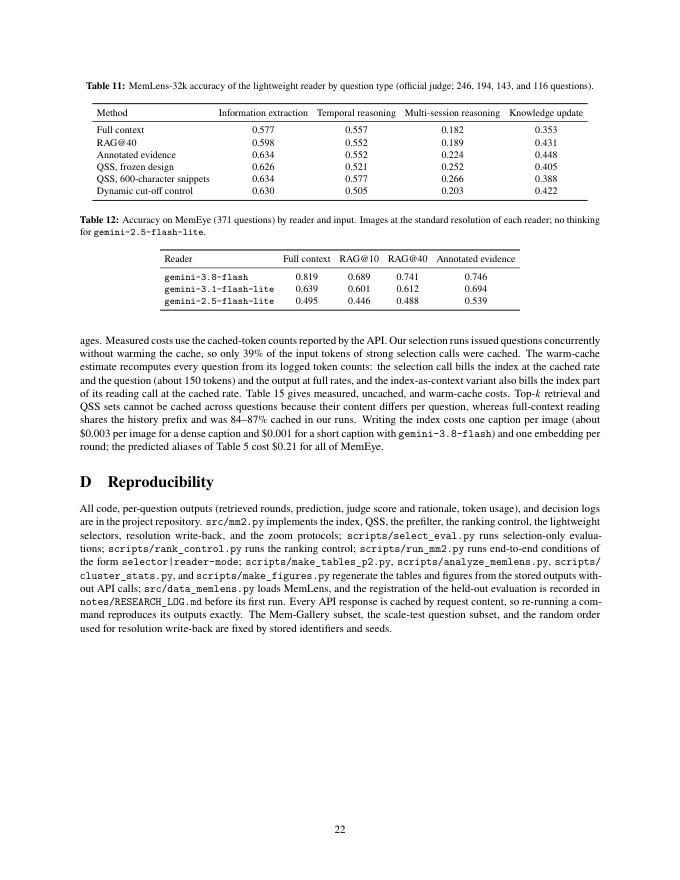 Table 11: MemLens-32k accuracy of the lightweight reader by question type (official judge; 246, 194, 143, and 116 questions).
Method Information extraction Temporal reasoning Multi-session reasoning Knowledge update
Full context 0.577 0.557 0.182 0.353
RAG@40 0.598 0.552 0.189 0.431
Annotated evidence 0.634 0.552 0.224 0.448
QSS, frozen design 0.626 0.521 0.252 0.405
QSS, 600-character snippets 0.634 0.577 0.266 0.388
Dynamic cut-off control 0.630 0.505 0.203 0.422
Table 12: Accuracy on MemEye (371 questions) by reader and input. Images at the standard resolution of each reader; no thinking
for gemini-2.5-flash-lite.
Reader Full context RAG@10 RAG@40 Annotated evidence
gemini-3.8-flash 0.819 0.689 0.741 0.746
gemini-3.1-flash-lite 0.639 0.601 0.612 0.694
gemini-2.5-flash-lite 0.495 0.446 0.488 0.539
ages. Measured costs use the cached-token counts reported by the API. Our selection runs issued questions concurrently
without warming the cache, so only 39% of the input tokens of strong selection calls were cached. The warm-cache
estimate recomputes every question from its logged token counts: the selection call bills the index at the cached rate
and the question (about 150 tokens) and the output at full rates, and the index-as-context variant also bills the index part
of its reading call at the cached rate. Table 15 gives measured, uncached, and warm-cache costs. Top-k retrieval and
QSS sets cannot be cached across questions because their content differs per question, whereas full-context reading
shares the history prefix and was 84–87% cached in our runs. Writing the index costs one caption per image (about
$0.003 per image for a dense caption and $0.001 for a short caption with gemini-3.8-flash) and one embedding per
round; the predicted aliases of Table 5 cost $0.21 for all of MemEye.
D Reproducibility
All code, per-question outputs (retrieved rounds, prediction, judge score and rationale, token usage), and decision logs
are in the project repository. src/mm2.py implements the index, QSS, the prefilter, the ranking control, the lightweight
selectors, resolution write-back, and the zoom protocols; scripts/select_eval.py runs selection-only evalua-
tions; scripts/rank_control.py runs the ranking control; scripts/run_mm2.py runs end-to-end conditions of
the form selector|reader-mode; scripts/make_tables_p2.py, scripts/analyze_memlens.py, scripts/
cluster_stats.py, and scripts/make_figures.py regenerate the tables and figures from the stored outputs with-
out API calls; src/data_memlens.py loads MemLens, and the registration of the held-out evaluation is recorded in
notes/RESEARCH_LOG.md before its first run. Every API response is cached by request content, so re-running a com-
mand reproduces its outputs exactly. The Mem-Gallery subset, the scale-test question subset, and the random order
used for resolution write-back are fixed by stored identifiers and seeds.
22